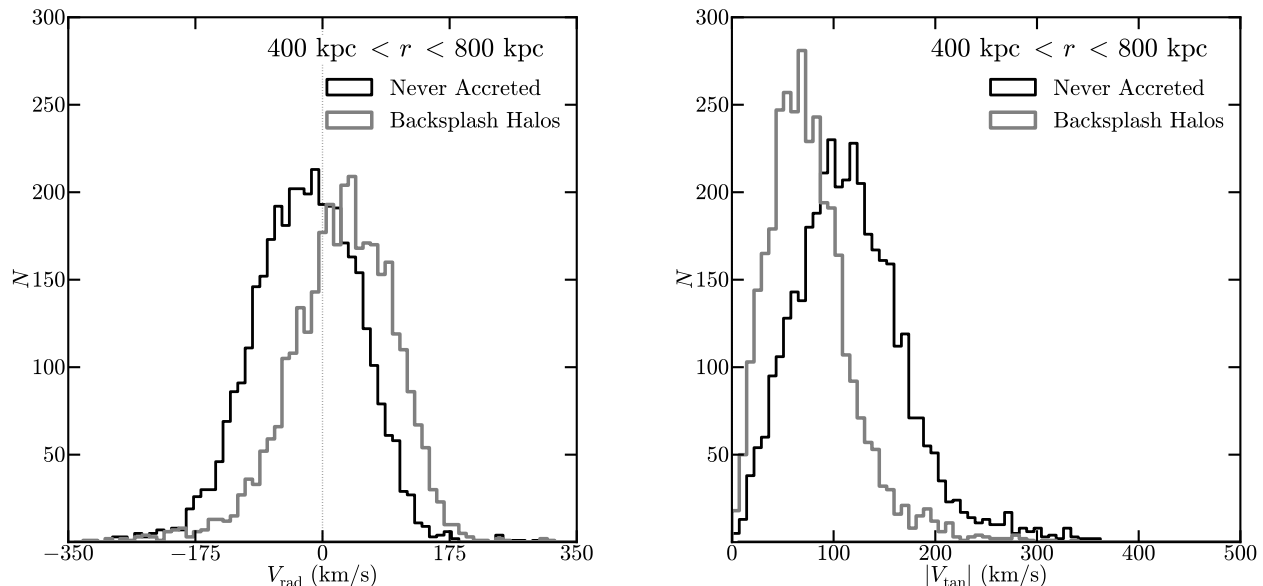 300
250
200
150
100
50
N
400 kpc < r < 800 kpc
Never Accreted
Backsplash Halos
−350 −175 0 175 350
V_rad (km/s)
300
250
200
150
100
50
N
400 kpc < r < 800 kpc
Never Accreted
Backsplash Halos
0 100 200 300 400 500
|V_tan| (km/s)